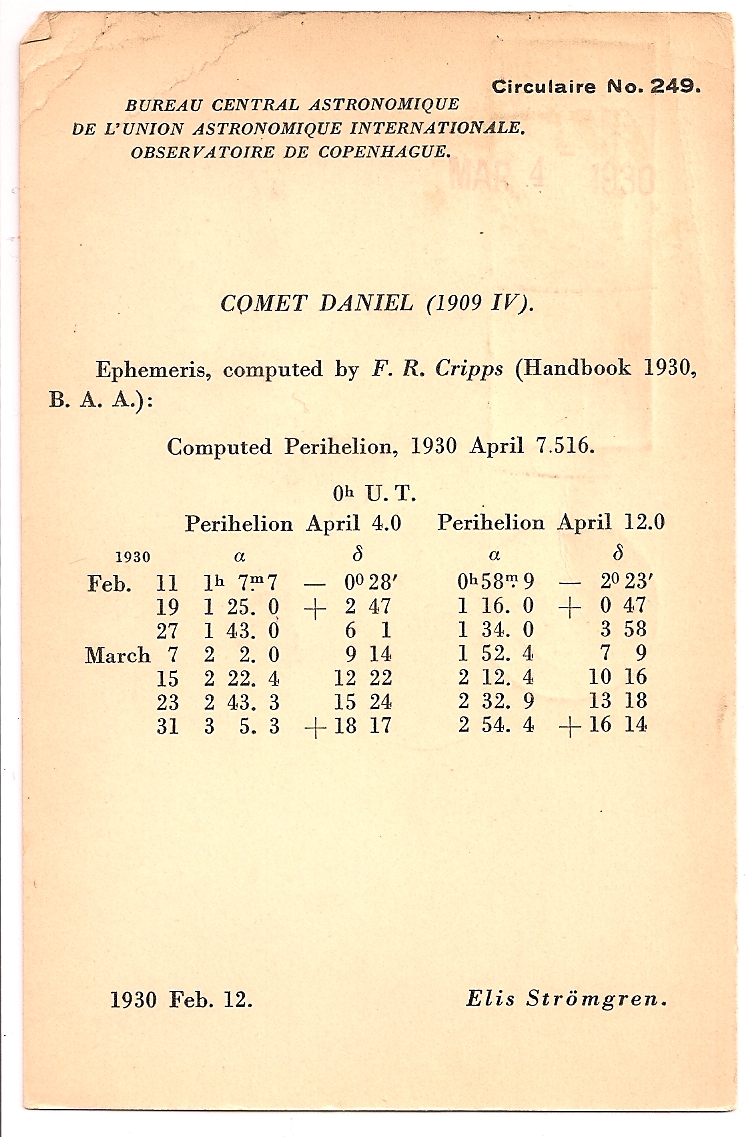 Circulaire No. 249.
BUREAU CENTRAL ASTRONOMIQUE
DE L'UNION ASTRONOMIQUE INTERNATIONALE.
OBSERVATOIRE DE COPENHAGUE.
MAR 4 1930
COMET DANIEL (1909 IV).
Ephemeris, computed by F. R. Cripps (Handbook 1930,
B. A. A.):
Computed Perihelion, 1930 April 7.516.
0ʰ U. T.
Perihelion April 4.0 Perihelion April 12.0
1930 α δ α δ
Feb. 11 1ʰ 7ᵐ.7 — 0⁰ 28′ 0ʰ 58ᵐ.9 — 2⁰ 23′
19 1 25. 0 + 2 47 1 16. 0 + 0 47
27 1 43. 0 6 1 1 34. 0 3 58
March 7 2 2. 0 9 14 1 52. 4 7 9
15 2 22. 4 12 22 2 12. 4 10 16
23 2 43. 3 15 24 2 32. 9 13 18
31 3 5. 3 + 18 17 2 54. 4 + 16 14
1930 Feb. 12. Elis Strömgren.